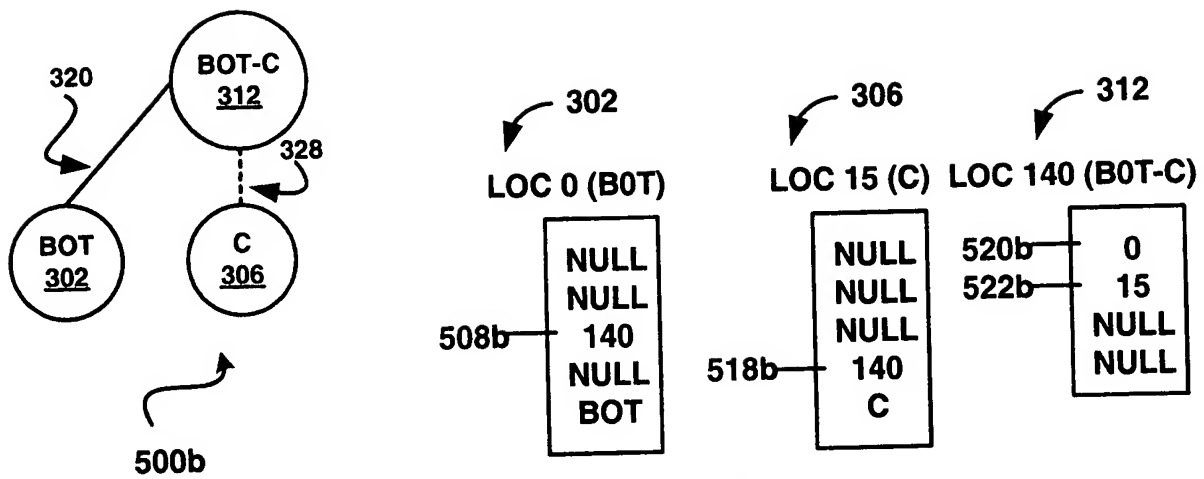 BOT-C
312
320
328
BOT
302
C
306
500b
302
306
312
LOC 0 (B0T)
LOC 15 (C)
LOC 140 (B0T-C)
NULL
NULL
508b
140
NULL
BOT
NULL
NULL
NULL
518b
140
C
520b
0
522b
15
NULL
NULL